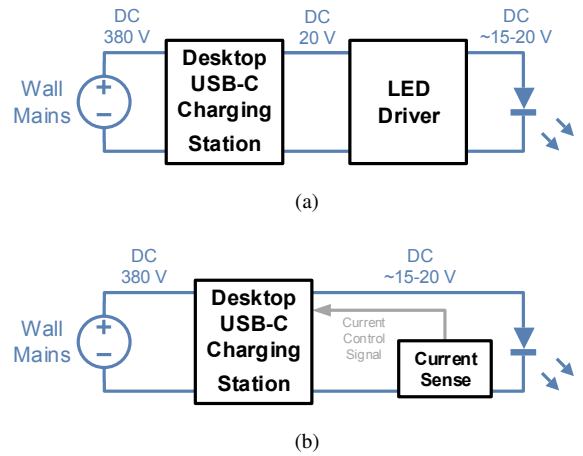 DC
380 V
DC
20 V
DC
~15-20 V
Wall
Mains
Desktop
USB-C
Charging
Station
LED
Driver
(a)
DC
380 V
DC
~15-20 V
Wall
Mains
Desktop
USB-C
Charging
Station
Current
Control
Signal
Current
Sense
(b)